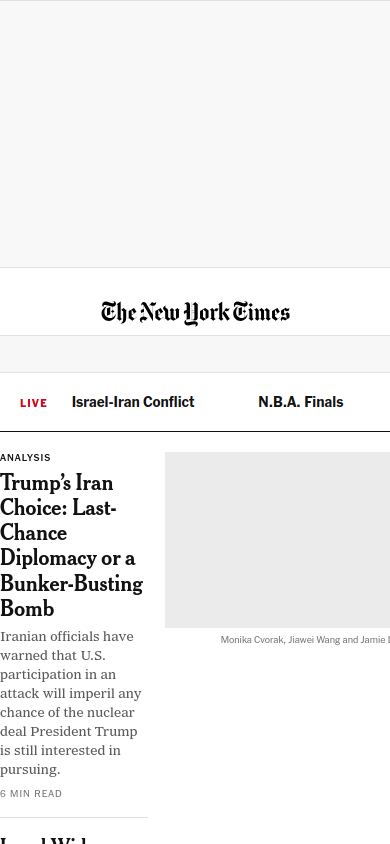 The New York Times
LIVE Israel-Iran Conflict N.B.A. Finals
ANALYSIS
Trump's Iran
Choice: Last-
Chance
Diplomacy or a
Bunker-Busting
Bomb
Monika Cvorak, Jiawei Wang and Jamie
Iranian officials have
warned that U.S.
participation in an
attack will imperil any
chance of the nuclear
deal President Trump
is still interested in
pursuing.
6 MIN READ